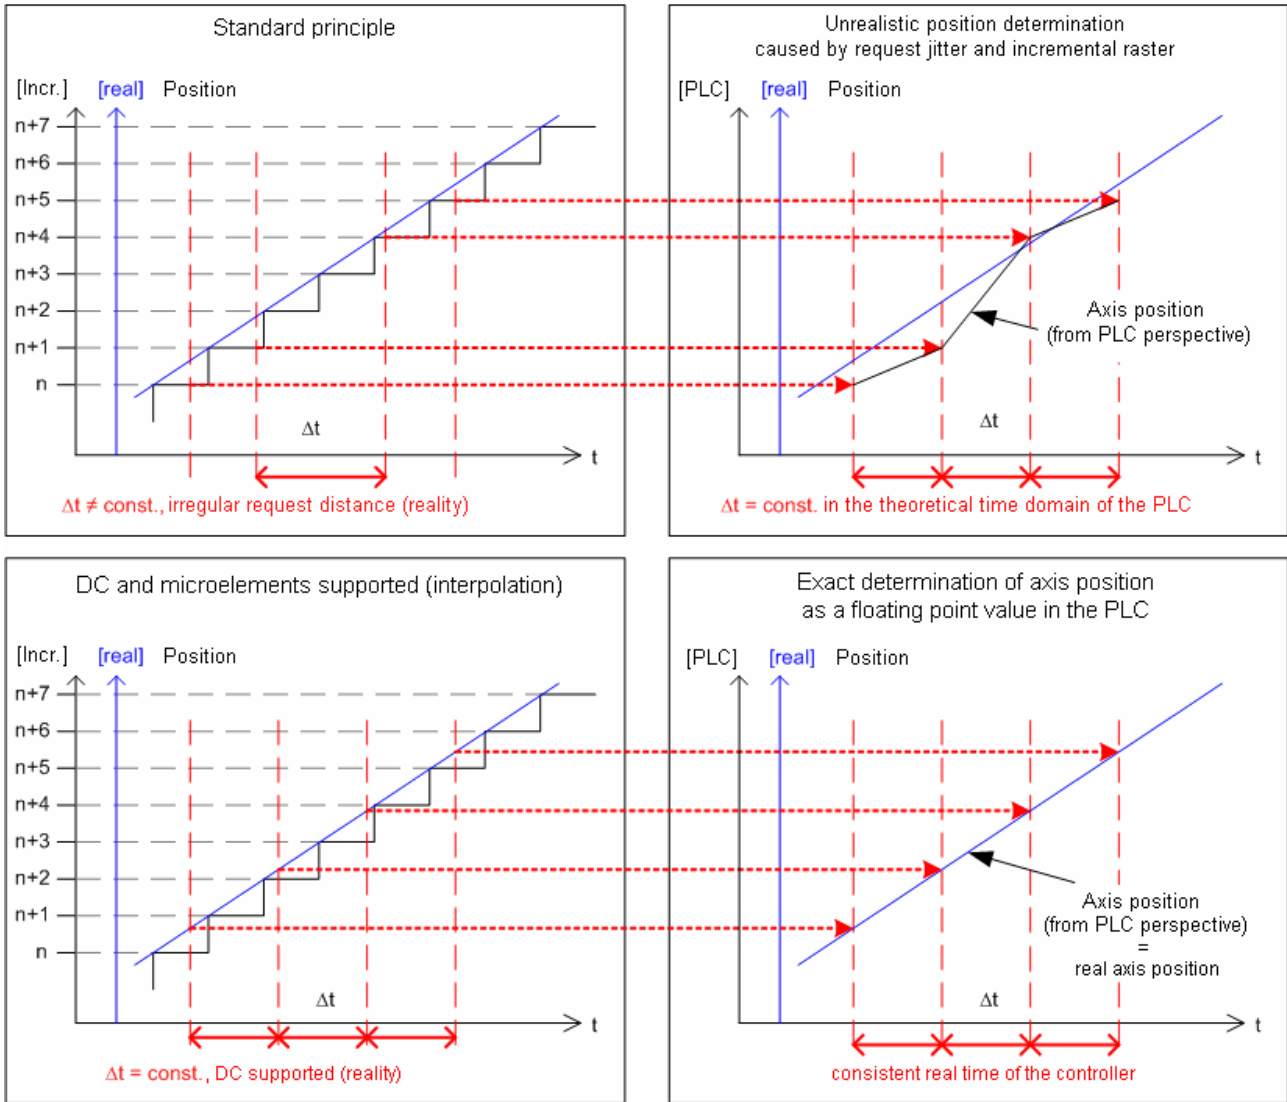 Standard principle
[Incr.] [real] Position
n+7
n+6
n+5
n+4
n+3
n+2
n+1
n
Δt
t
Δt ≠ const., irregular request distance (reality)
Unrealistic position determination
caused by request jitter and incremental raster
[PLC] [real] Position
Axis position
(from PLC perspective)
Δt
t
Δt = const. in the theoretical time domain of the PLC
DC and microelements supported (interpolation)
[Incr.] [real] Position
n+7
n+6
n+5
n+4
n+3
n+2
n+1
n
Δt
t
Δt = const., DC supported (reality)
Exact determination of axis position
as a floating point value in the PLC
[PLC] [real] Position
Axis position
(from PLC perspective)
=
real axis position
Δt
t
consistent real time of the controller